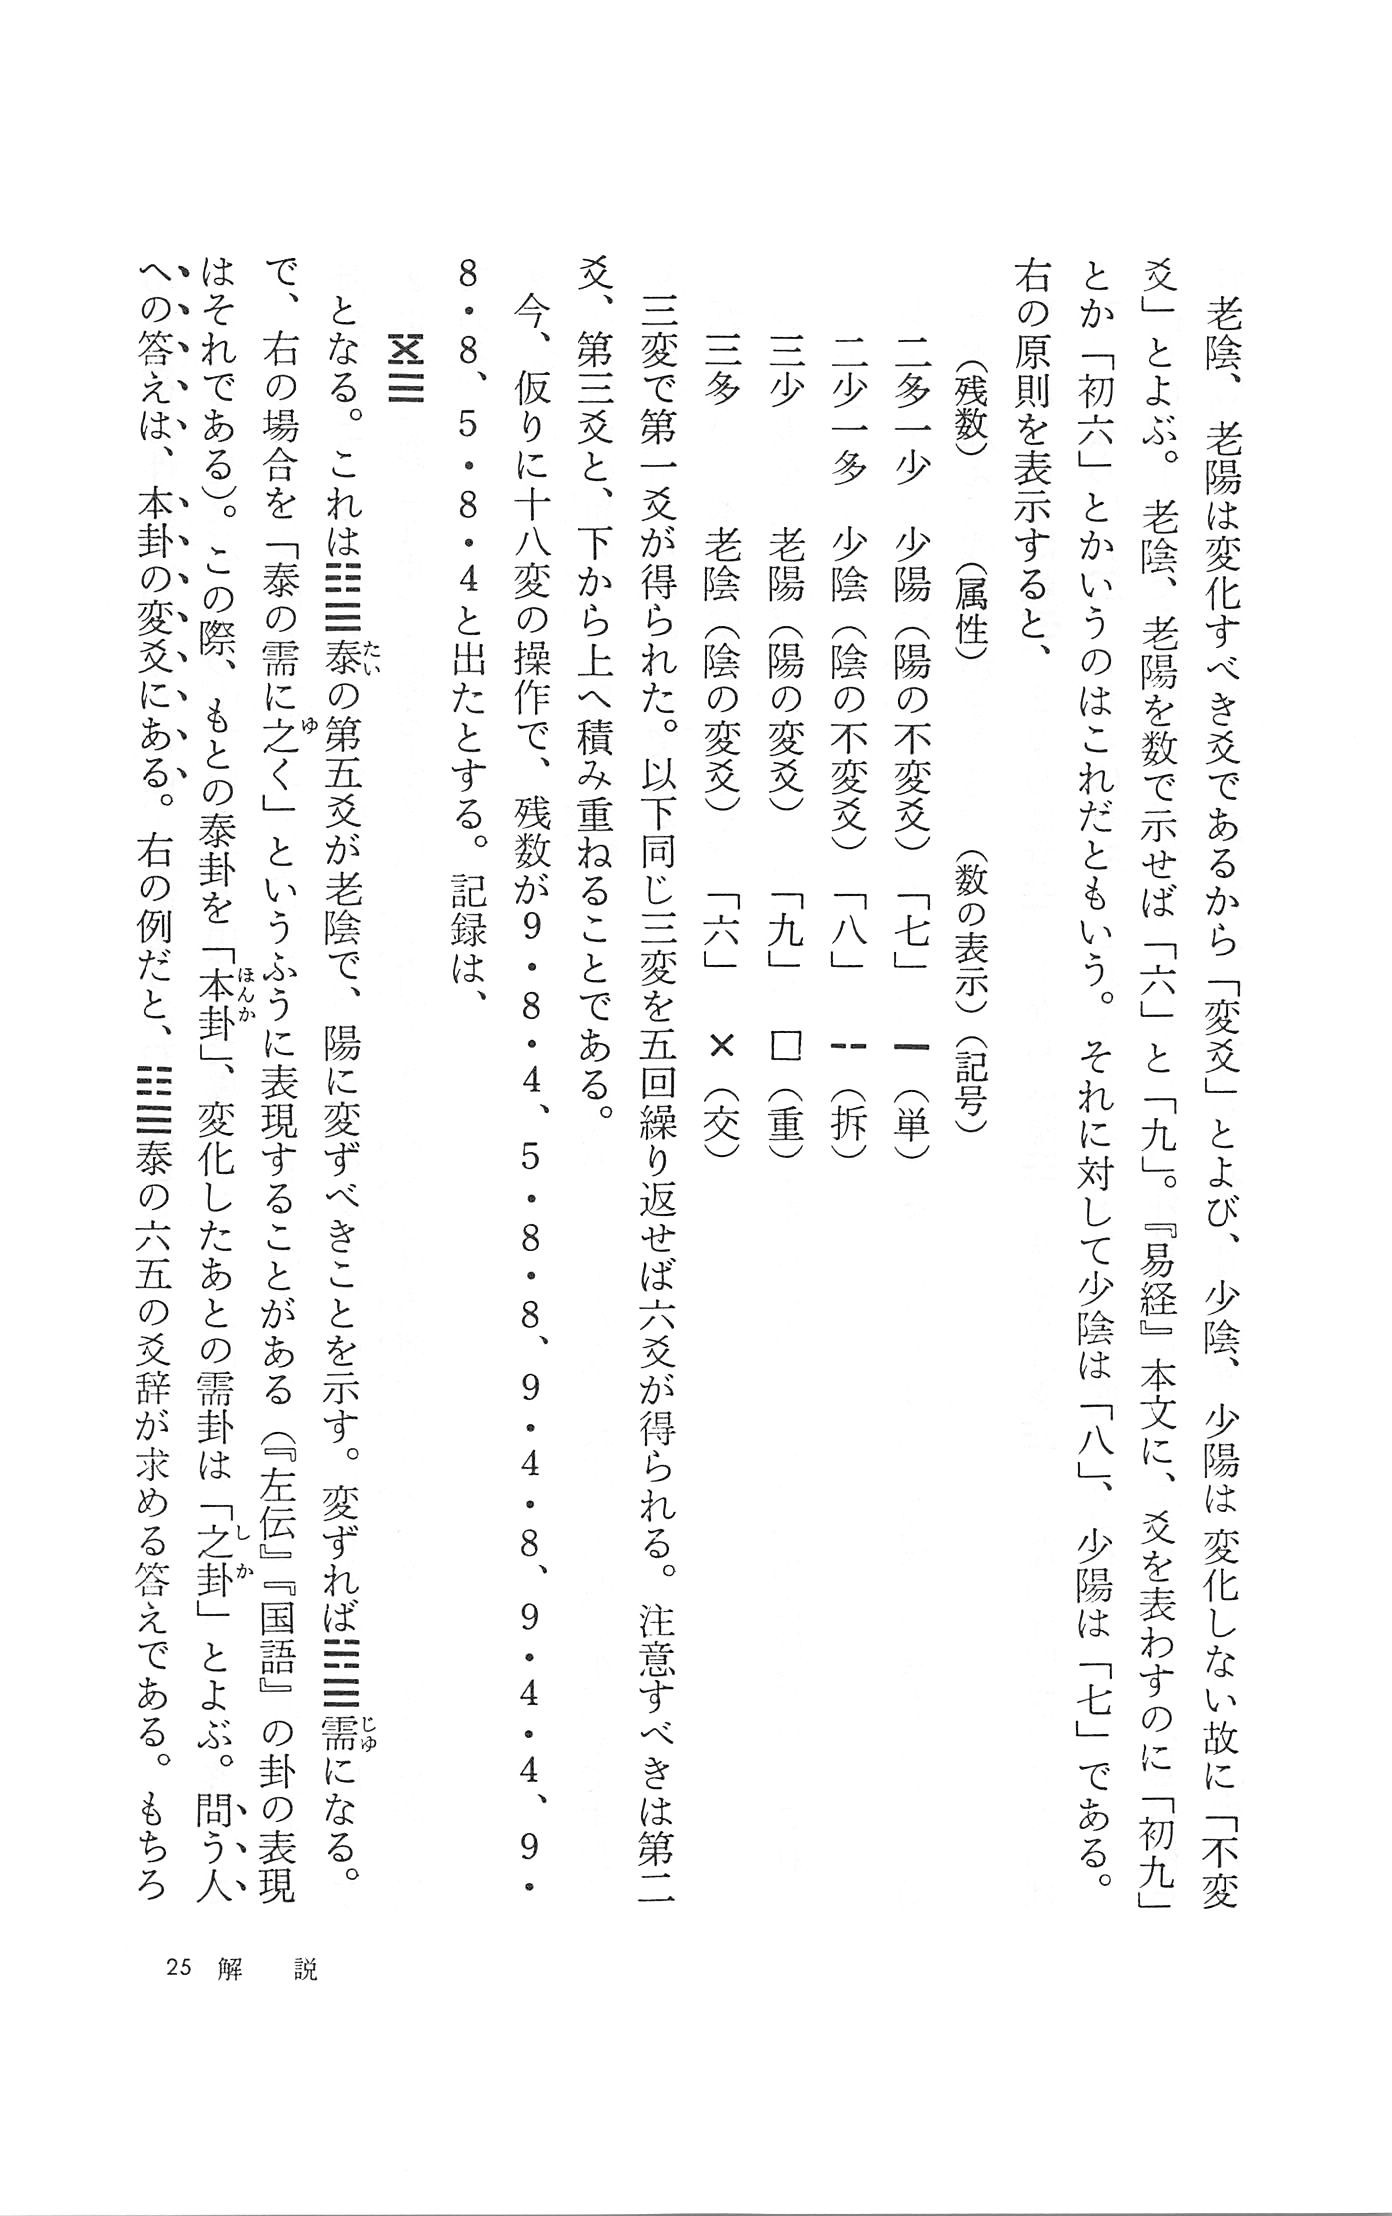 老陰、老陽は変化すべき爻であるから「変爻」とよび、少陰、少陽は変化しない故に「不変
爻」とよぶ。老陰、老陽を数で示せば「六」と「九」。『易経』本文に、爻を表わすのに「初九」
とか「初六」とかいうのはこれだともいう。それに対して少陰は「八」、少陽は「七」である。
右の原則を表示すると、
（残数）　（属性）　（数の表示）（記号）
二多一少　少陽（陽の不変爻）「七」　⚊（単）
二少一多　少陰（陰の不変爻）「八」　⚋（拆）
三少　老陽（陽の変爻）　「九」　□（重）
三多　老陰（陰の変爻）　「六」　×（交）
三変で第一爻が得られた。以下同じ三変を五回繰り返せば六爻が得られる。注意すべきは第二
爻、第三爻と、下から上へ積み重ねることである。
今、仮りに十八変の操作で、残数が9・8・4、5・8・8、9・4・8、9・4・4、9・
8・8、5・8・4と出たとする。記録は、
となる。これは䷊泰の第五爻が老陰で、陽に変ずべきことを示す。変ずれば䷄需になる。
たい
じゆ
で、右の場合を「泰の需に之く」というふうに表現することがある（『左伝』『国語』の卦の表現
ゆ
はそれである）。この際、もとの泰卦を「本卦」、変化したあとの需卦は「之卦」とよぶ。問う人
ほんか
しか
への答えは、本卦の変爻にある。右の例だと、䷊泰の六五の爻辞が求める答えである。もちろ
25　解　説